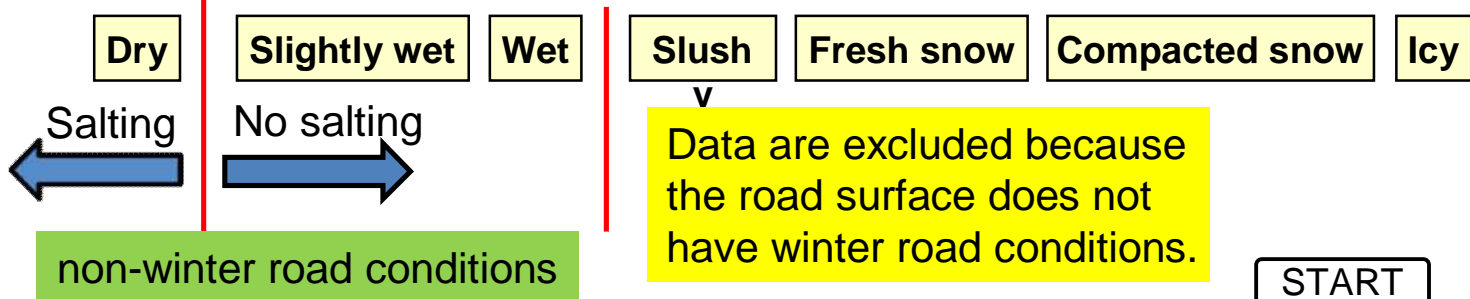 Dry Slightly wet Wet Slush Fresh snow Compacted snow Icy
y
Salting No salting
Data are excluded because
the road surface does not
have winter road conditions.
non-winter road conditions
START